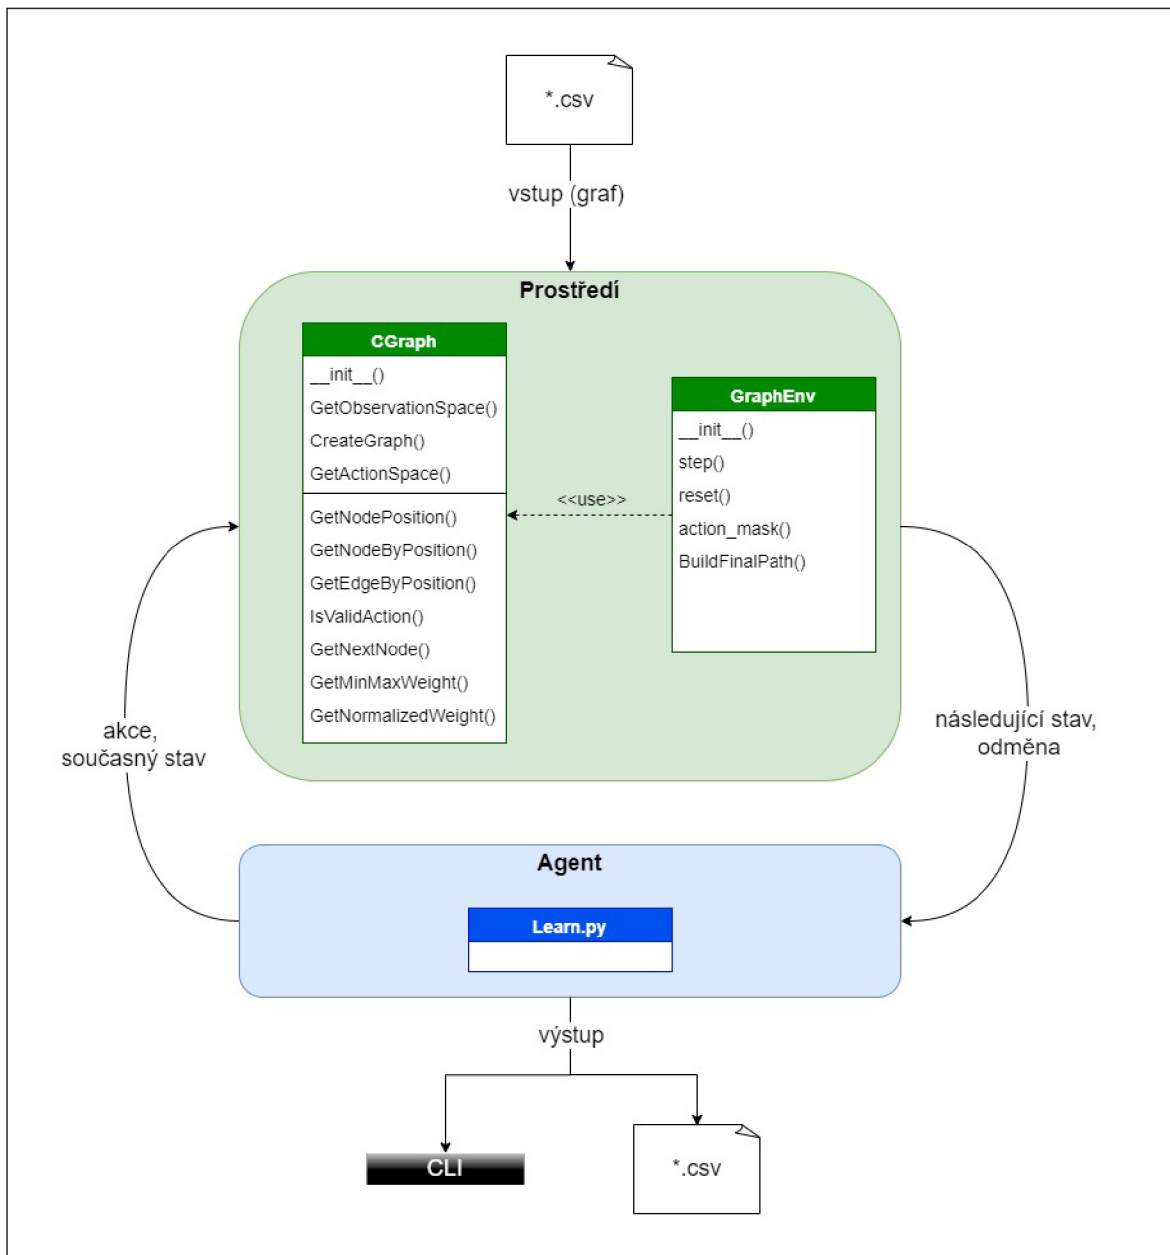 *.csv
vstup (graf)
Prostředí
CGraph
__init__()
GetObservationSpace()
CreateGraph()
GetActionSpace()
GetNodePosition()
GetNodeByPosition()
GetEdgeByPosition()
IsValidAction()
GetNextNode()
GetMinMaxWeight()
GetNormalizedWeight()
<<use>>
GraphEnv
__init__()
step()
reset()
action_mask()
BuildFinalPath()
akce,
současný stav
následující stav,
odměna
Agent
Learn.py
výstup
CLI
*.csv